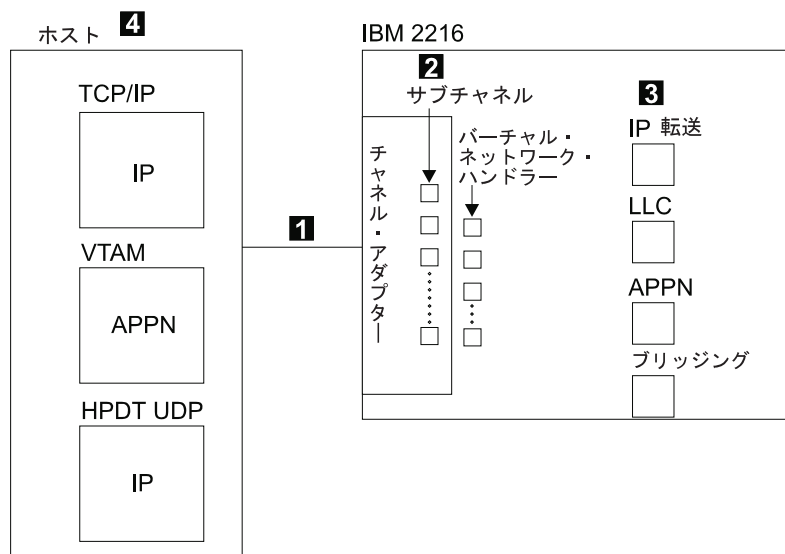 ホスト 4
TCP/IP
IP
VTAM
APPN
HPDT UDP
IP
1
IBM 2216
2
サブチャネル
チャネル・アダプター
バーチャル・
ネットワーク・
ハンドラー
3
IP 転送
LLC
APPN
ブリッジング